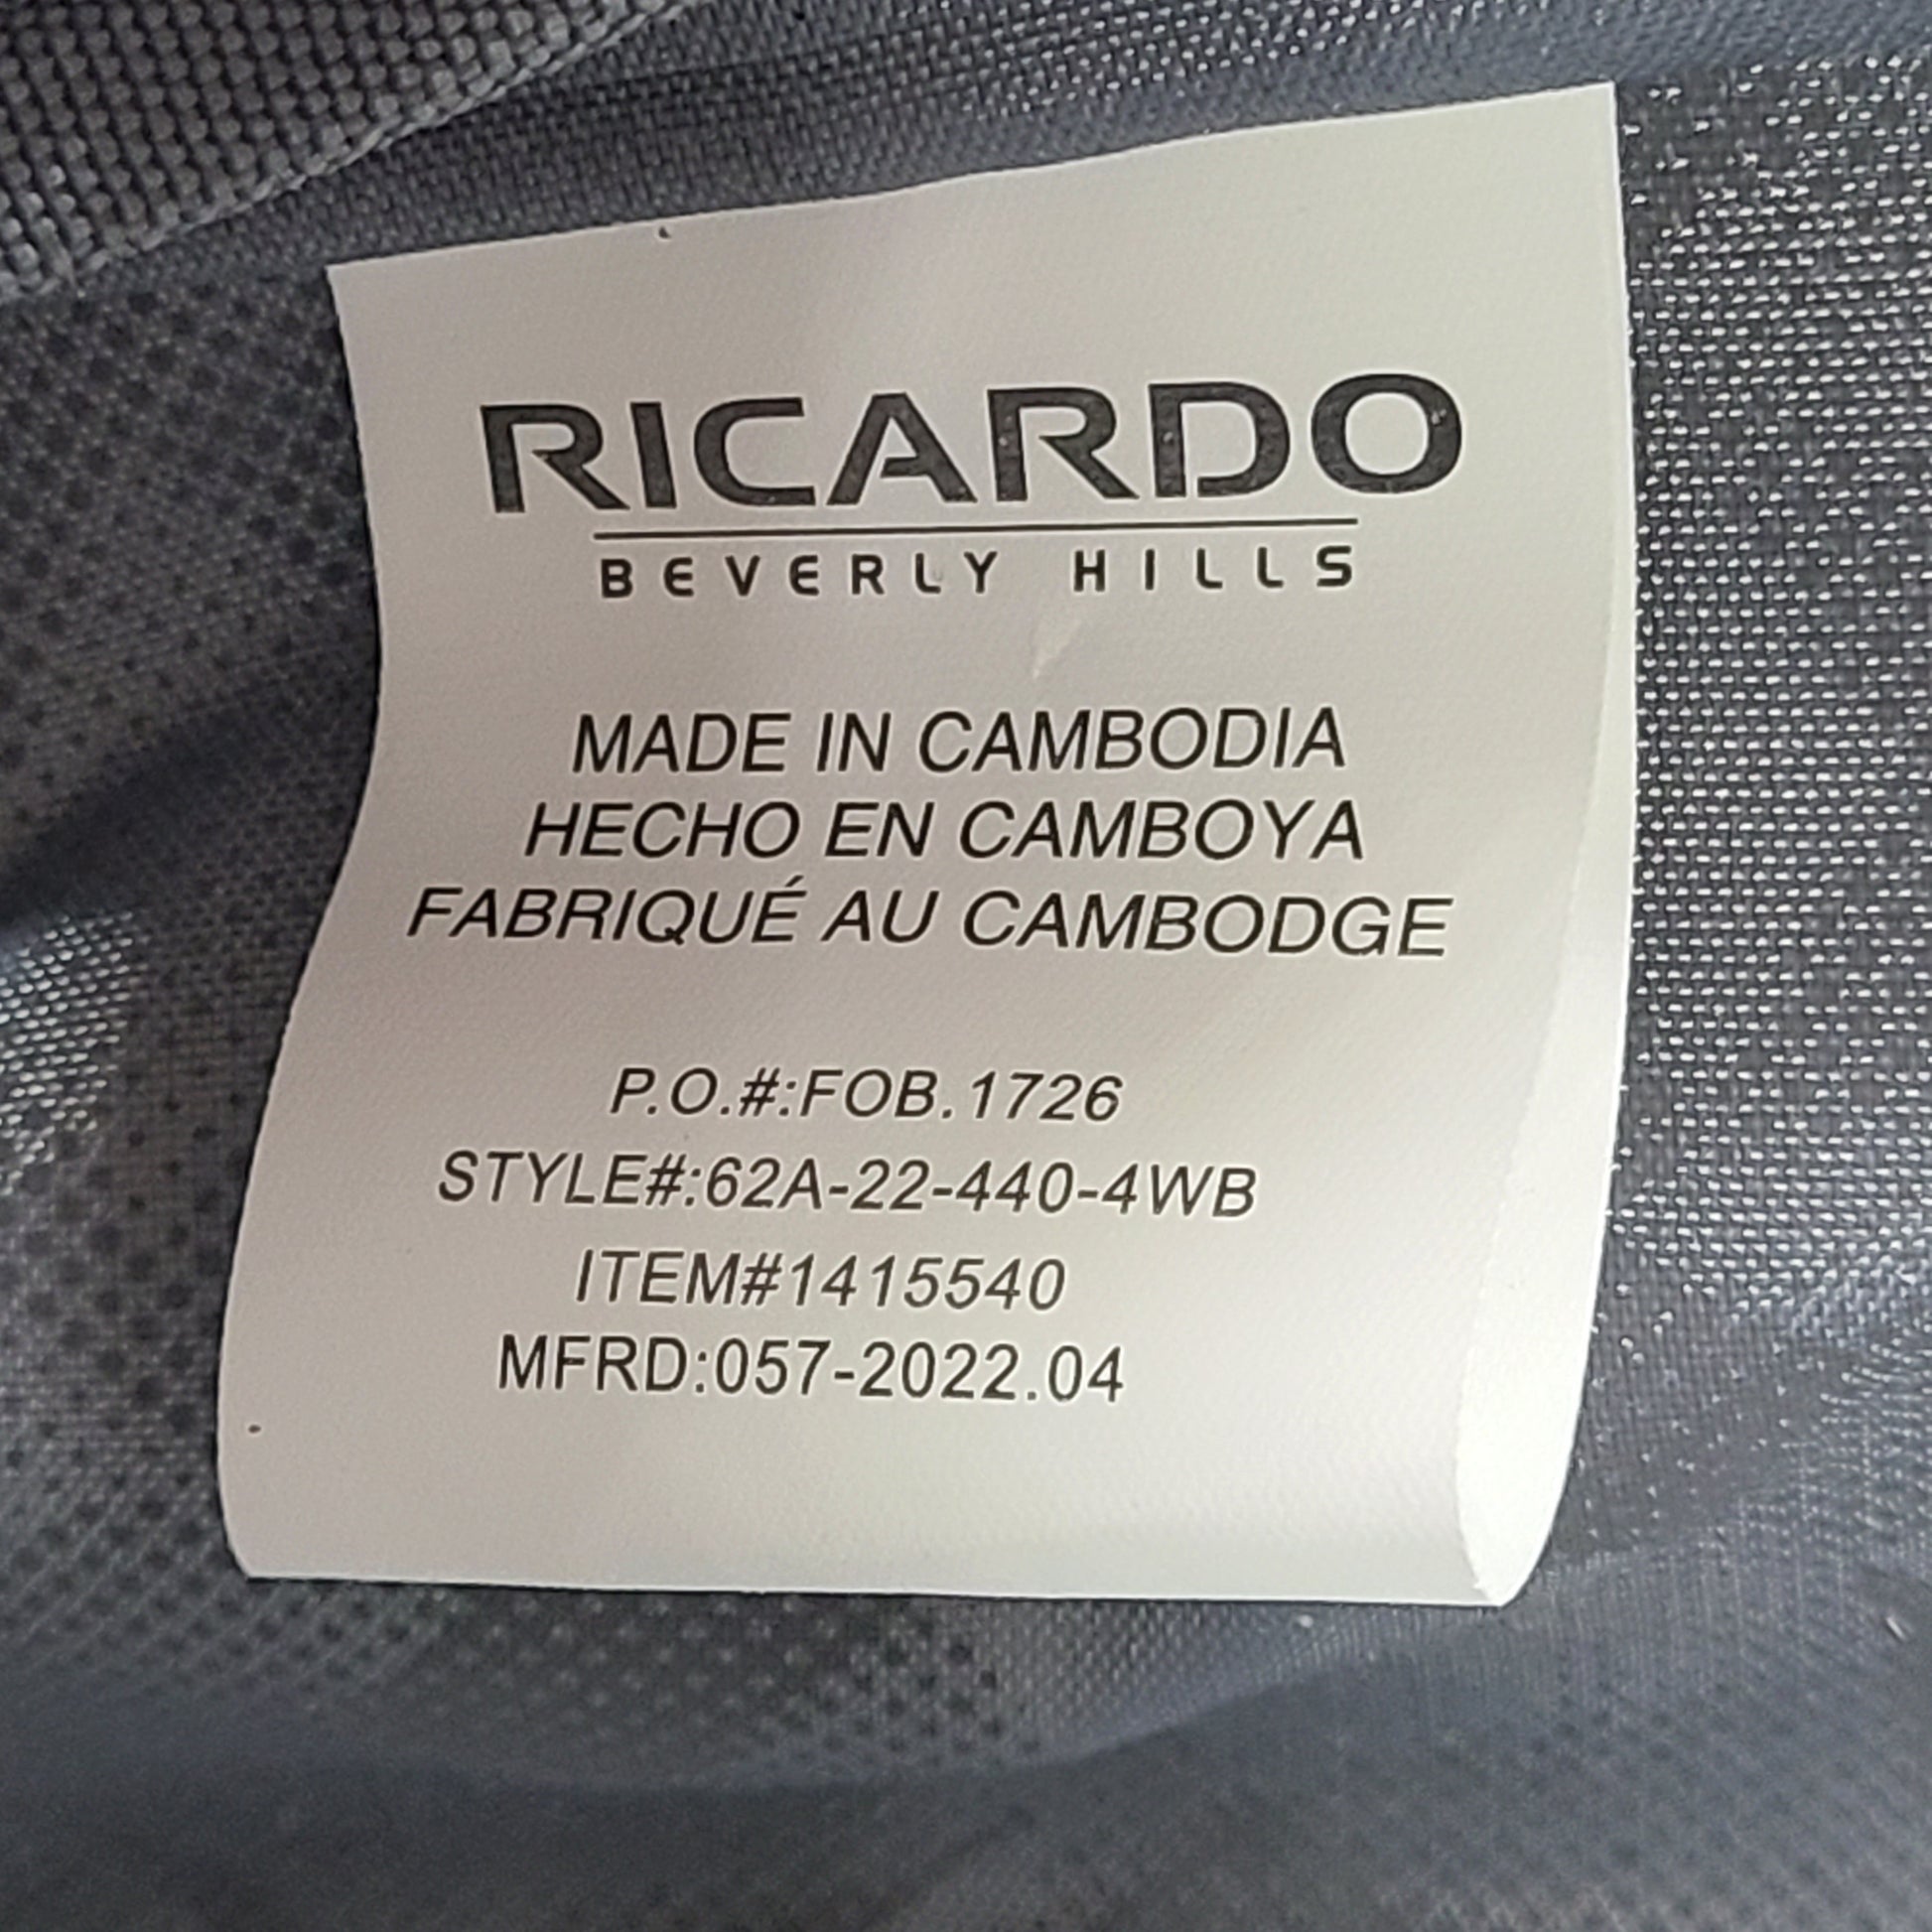 RICARDO
BEVERLY HILLS
MADE IN CAMBODIA
HECHO EN CAMBOYA
FABRIQUÉ AU CAMBODGE
P.O.#:FOB.1726
STYLE#:62A-22-440-4WB
ITEM#1415540
MFRD:057-2022.04